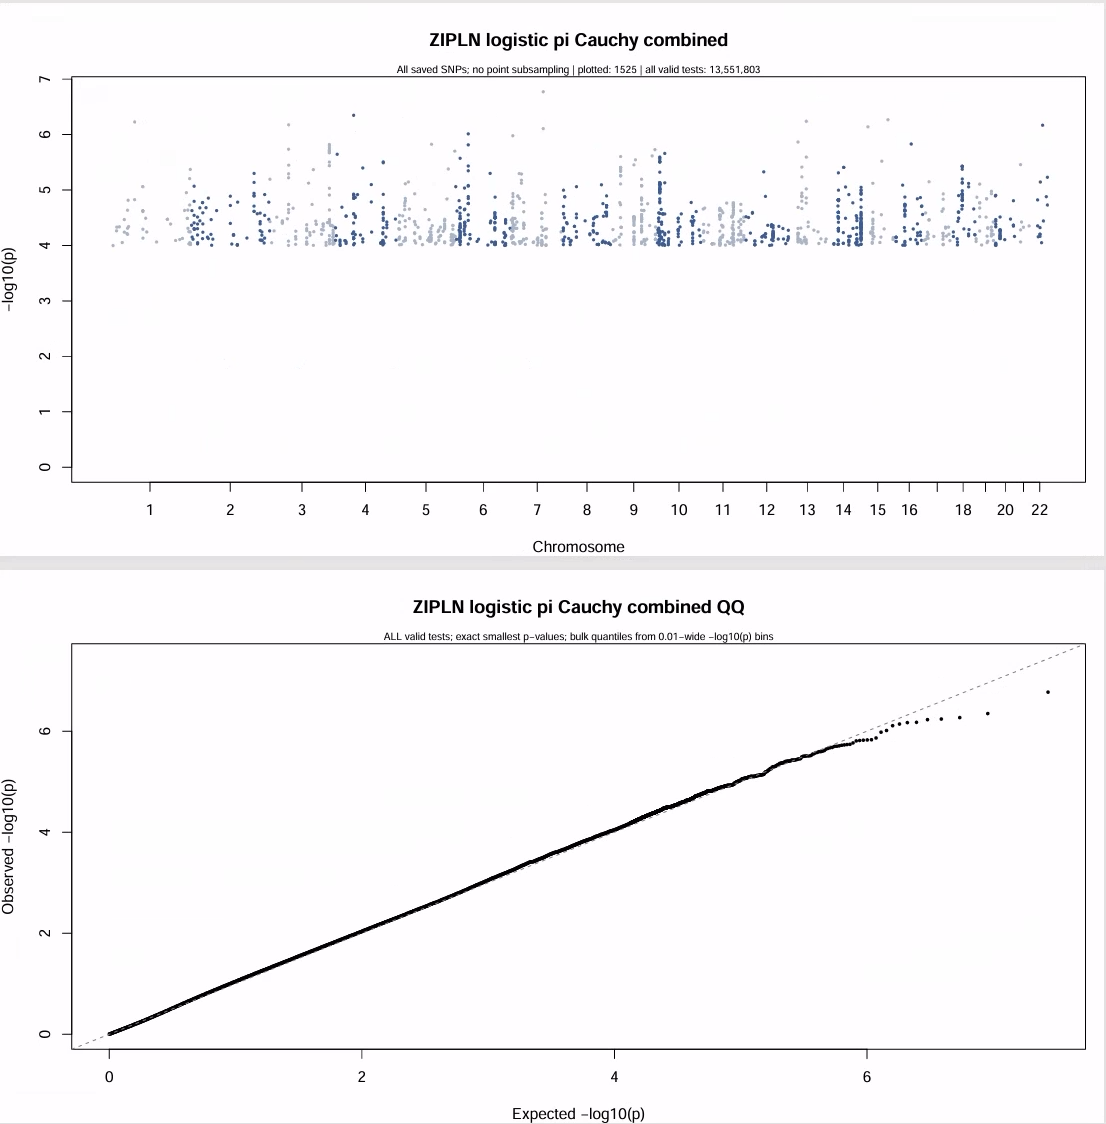 ZIPLN logistic pi Cauchy combined
All saved SNPs; no point subsampling | plotted: 1525 | all valid tests: 13,551,803
7
6
5
4
3
2
1
0
−log10(p)
1 2 3 4 5 6 7 8 9 10 11 12 13 14 15 16 18 20 22
Chromosome
ZIPLN logistic pi Cauchy combined QQ
ALL valid tests; exact smallest p−values; bulk quantiles from 0.01−wide −log10(p) bins
6
4
2
0
Observed −log10(p)
0 2 4 6
Expected −log10(p)